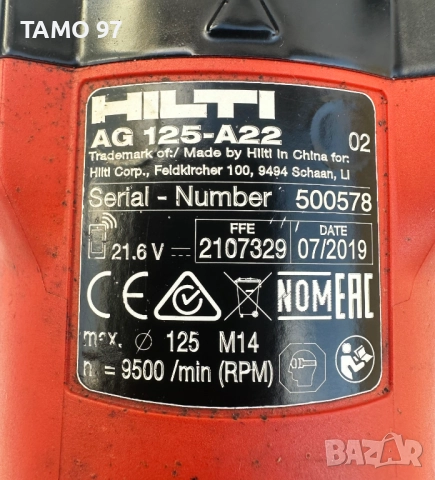 TAMO 97
HILTI
AG 125-A22 02
Trademark of:/ Made by Hilti in China for:
Hilti Corp., Feldkircher 100, 9494 Schaan, LI
Serial - Number 500578
FFE DATE
21.6 V 2107329 07/2019
CE NOM EAC
max. Ø 125 M14
n = 9500 /min (RPM)
bazar.bg